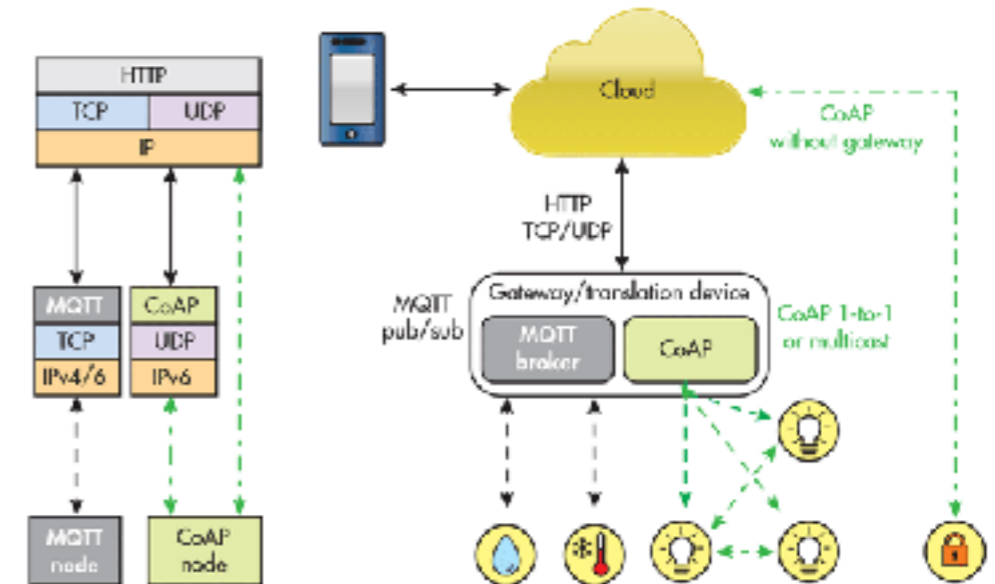 HTTP
TCP UDP
IP
MQTT CoAP
TCP UDP
IPv4/6 IPv6
MQTT
node
CoAP
node
Cloud
CoAP
without gateway
HTTP
TCP/UDP
MQTT
pub/sub
Gateway/translation device
MQTT
broker
CoAP
CoAP 1-to-1
or multicast